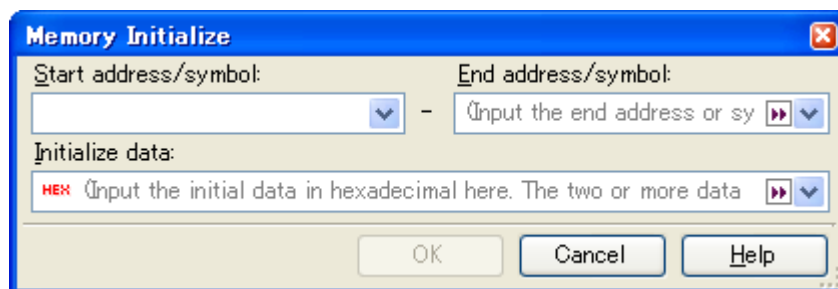 Memory Initialize
Start address/symbol: End address/symbol:
- (Input the end address or sy
Initialize data:
HEX (Input the initial data in hexadecimal here. The two or more data
OK Cancel Help